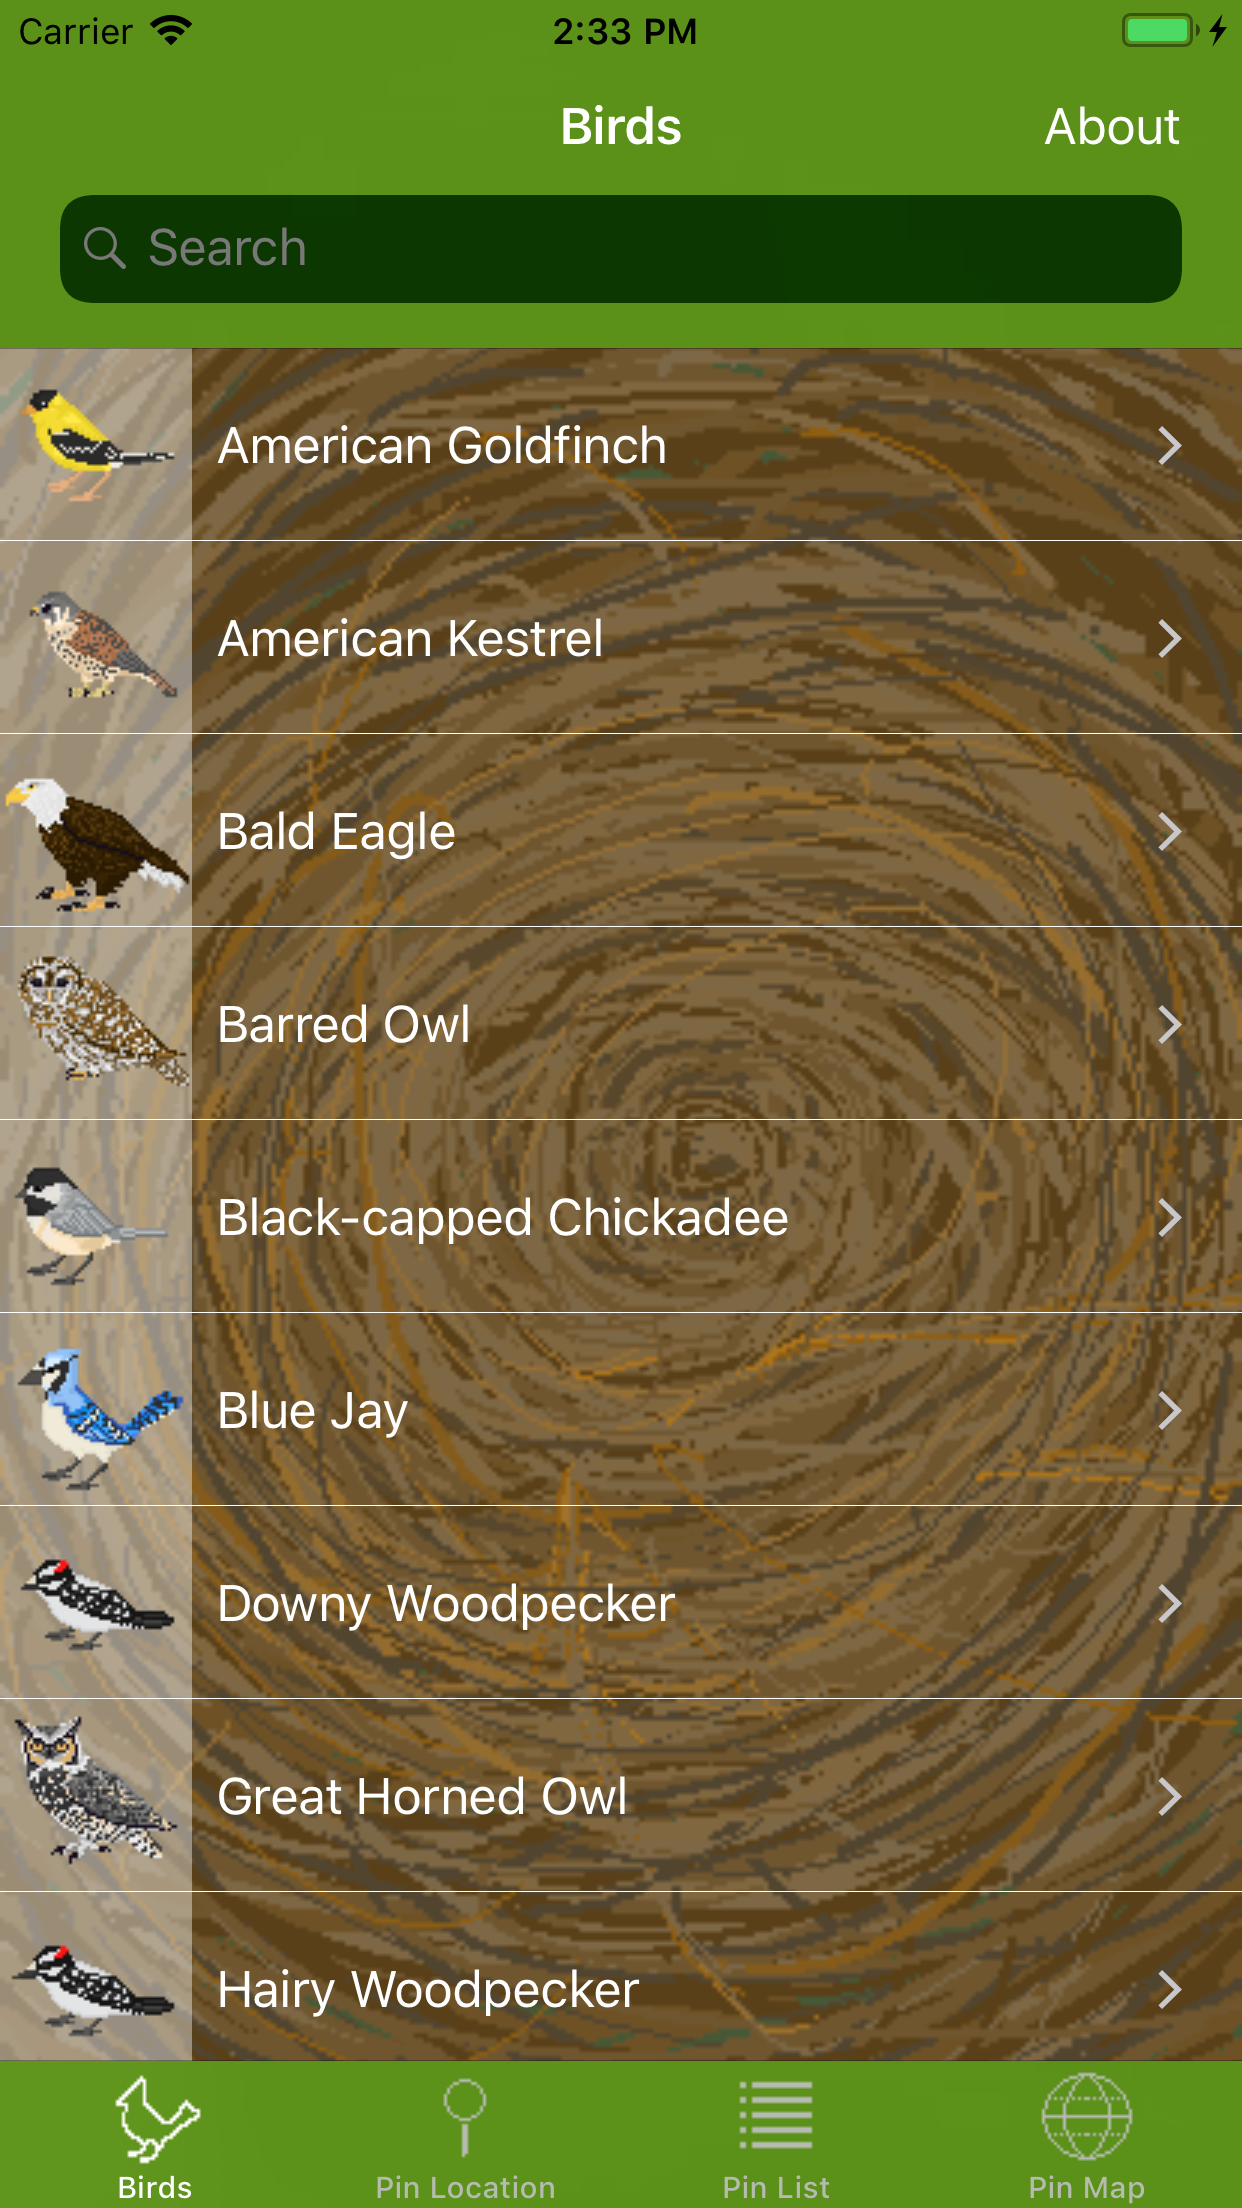 Carrier 2:33 PM
Birds About
Search
American Goldfinch
American Kestrel
Bald Eagle
Barred Owl
Black-capped Chickadee
Blue Jay
Downy Woodpecker
Great Horned Owl
Hairy Woodpecker
Birds Pin Location Pin List Pin Map